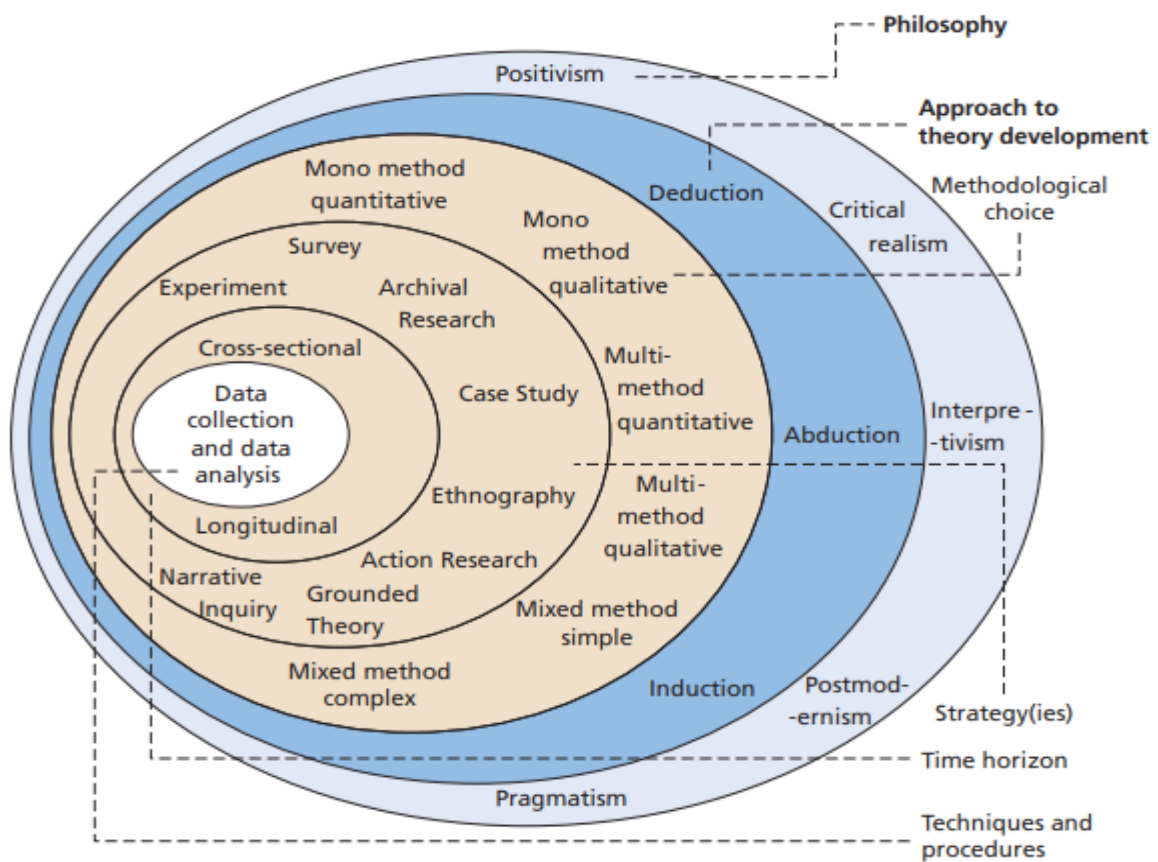 Philosophy
Positivism
Approach to
theory development
Mono method
quantitative
Deduction
Methodological
choice
Critical
realism
Mono
method
qualitative
Survey
Experiment
Archival
Research
Cross-sectional
Multi-
method
quantitative
Data
collection
and data
analysis
Case Study
Interpre -
-tivism
Abduction
Ethnography
Multi-
method
qualitative
Longitudinal
Action Research
Narrative
Inquiry
Grounded
Theory
Mixed method
simple
Mixed method
complex
Induction
Postmod-
-ernism
Strategy(ies)
Time horizon
Pragmatism
Techniques and
procedures